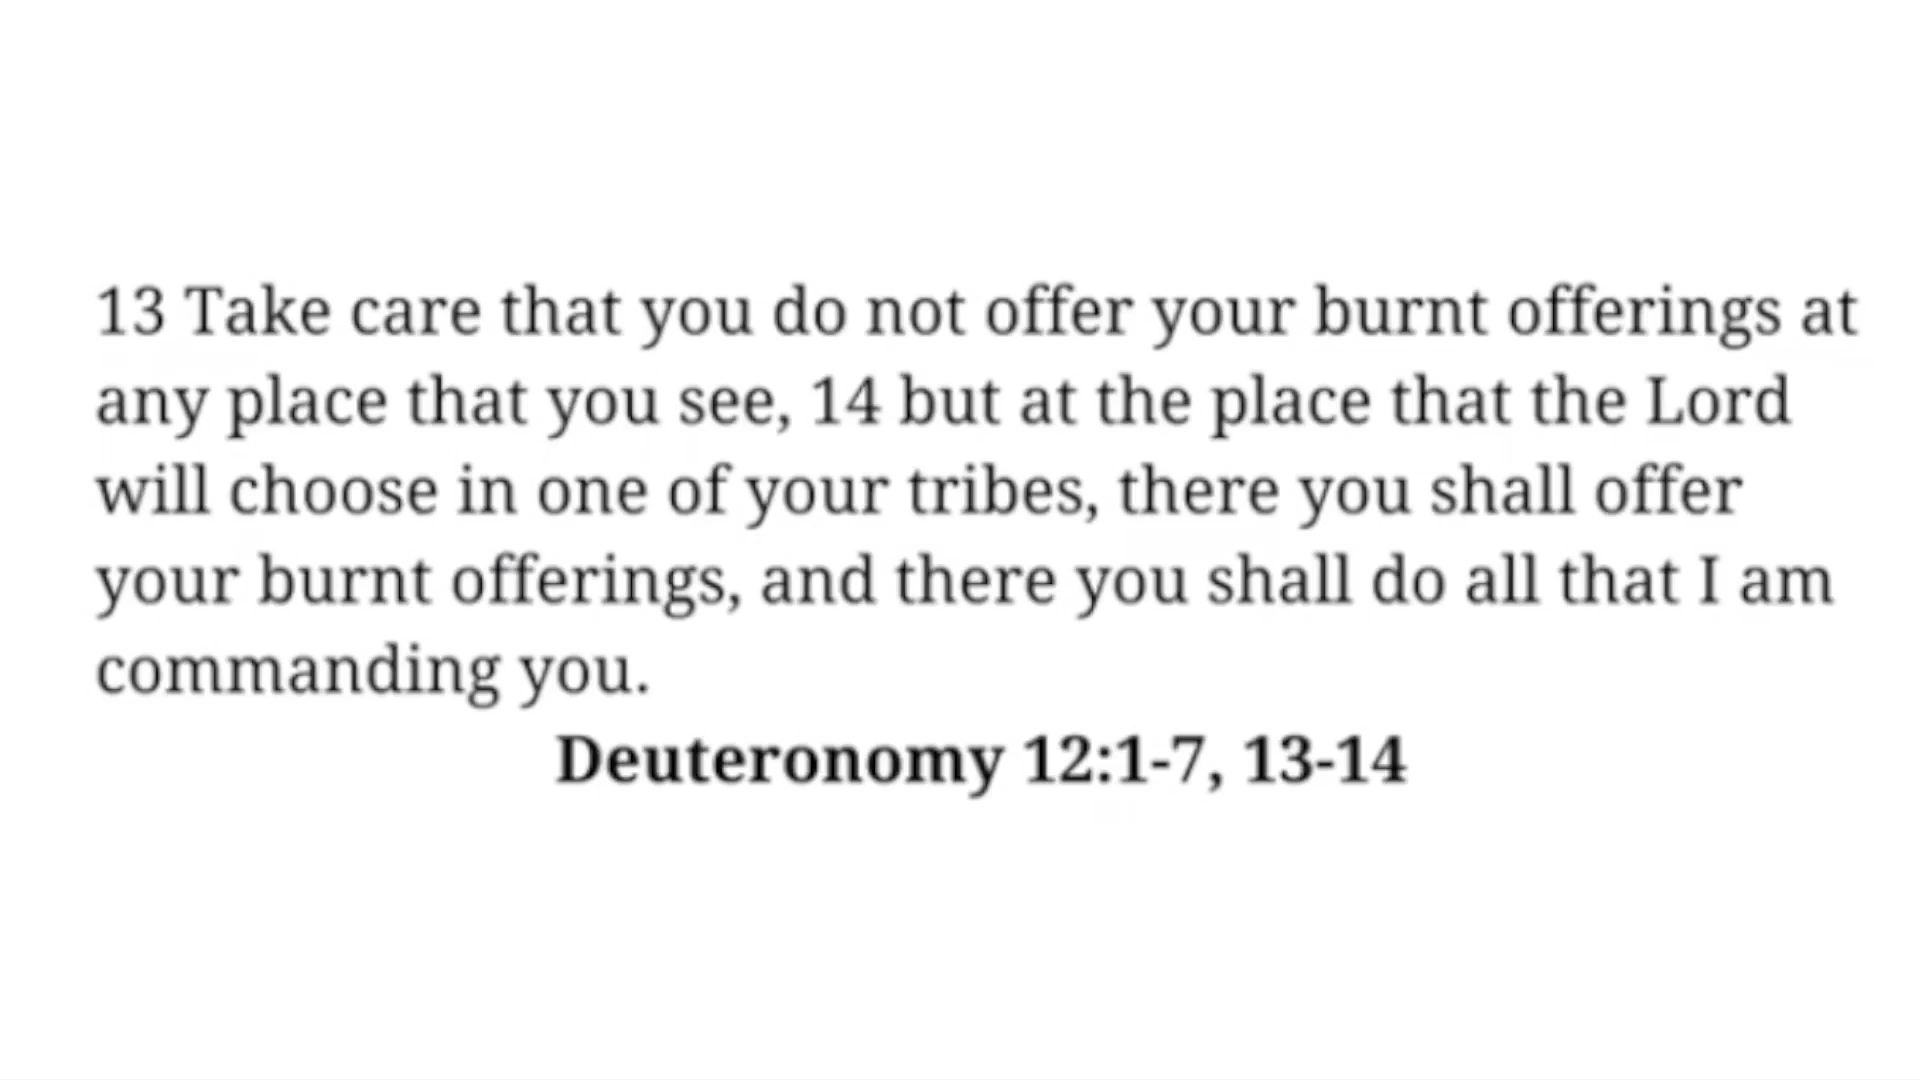 13 Take care that you do not offer your burnt offerings at
any place that you see, 14 but at the place that the Lord
will choose in one of your tribes, there you shall offer
your burnt offerings, and there you shall do all that I am
commanding you.
Deuteronomy 12:1-7, 13-14